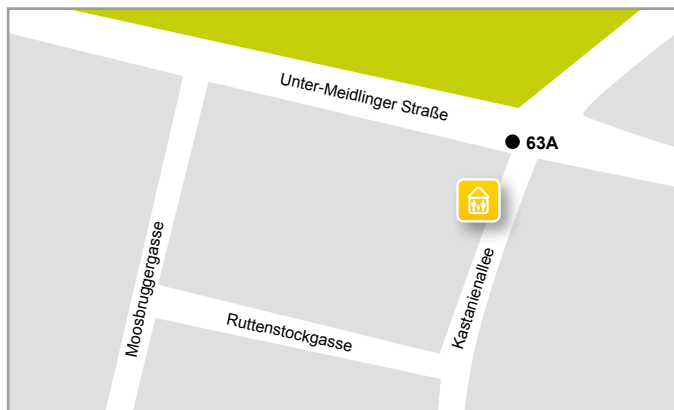 Unter-Meidlinger Straße
63A
Moosbruggergasse
Kastanienallee
Ruttenstockgasse